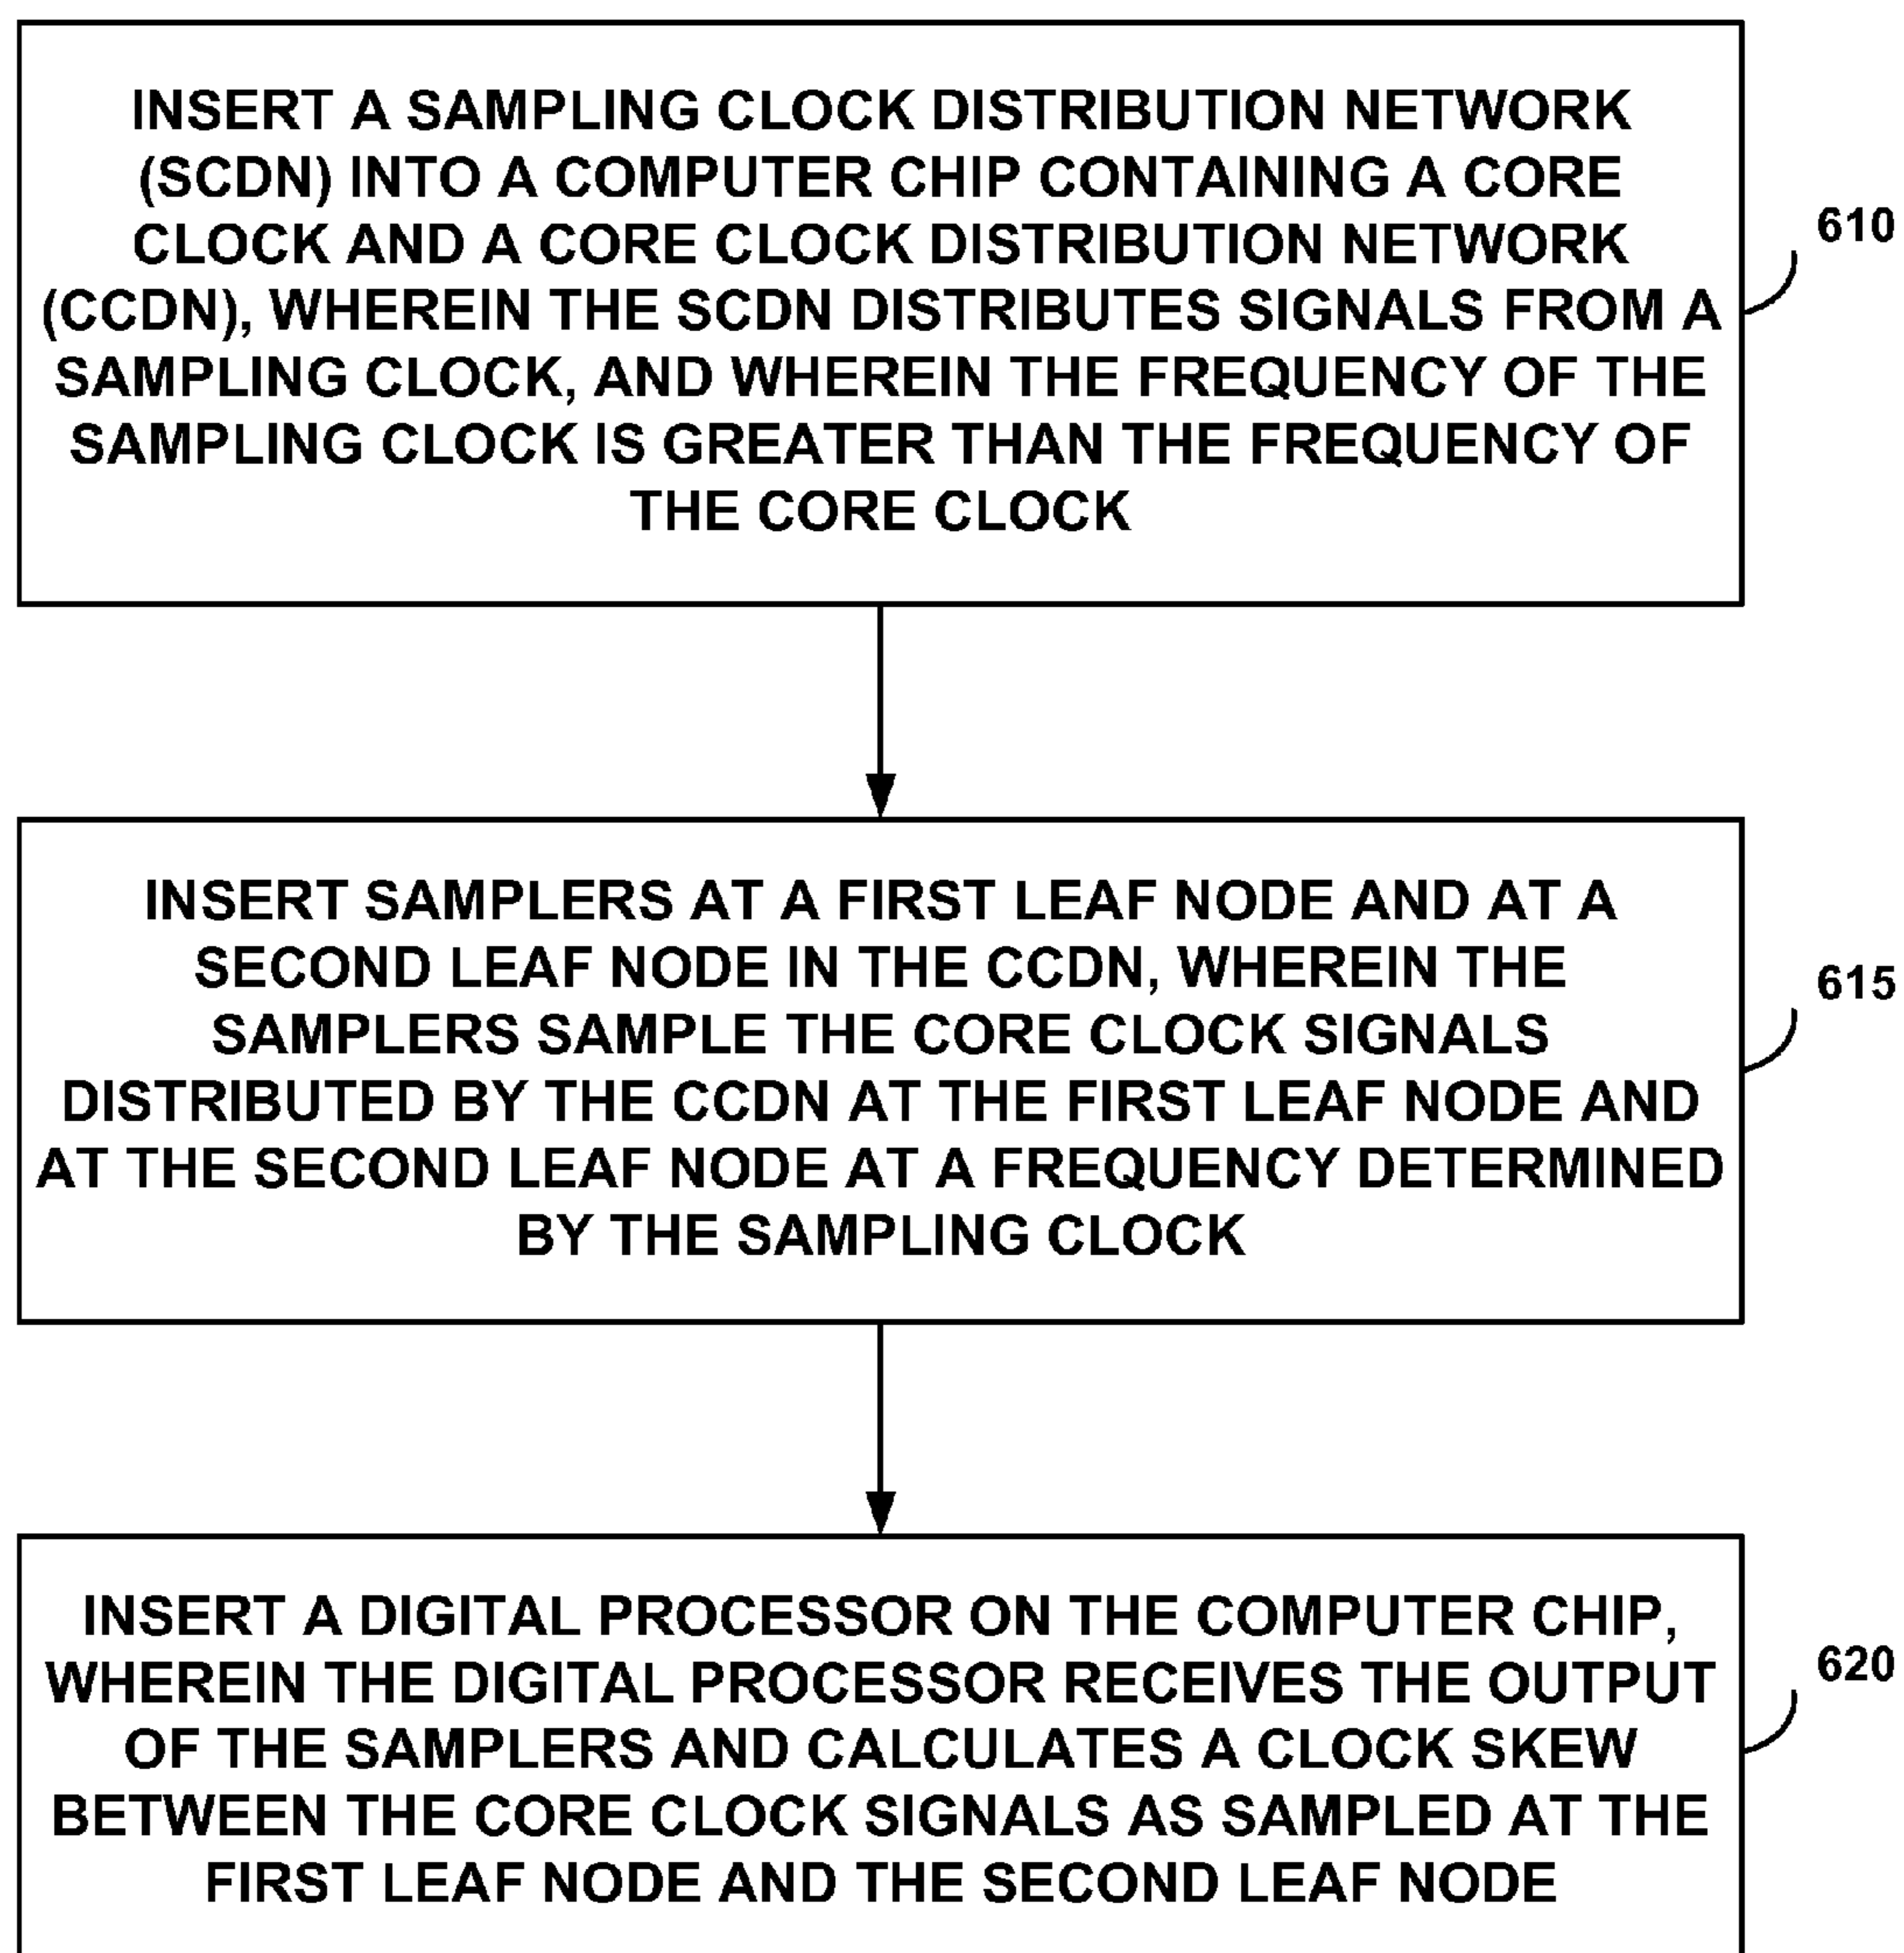 INSERT A SAMPLING CLOCK DISTRIBUTION NETWORK
(SCDN) INTO A COMPUTER CHIP CONTAINING A CORE
CLOCK AND A CORE CLOCK DISTRIBUTION NETWORK
(CCDN), WHEREIN THE SCDN DISTRIBUTES SIGNALS FROM A
SAMPLING CLOCK, AND WHEREIN THE FREQUENCY OF THE
SAMPLING CLOCK IS GREATER THAN THE FREQUENCY OF
THE CORE CLOCK
610
INSERT SAMPLERS AT A FIRST LEAF NODE AND AT A
SECOND LEAF NODE IN THE CCDN, WHEREIN THE
SAMPLERS SAMPLE THE CORE CLOCK SIGNALS
DISTRIBUTED BY THE CCDN AT THE FIRST LEAF NODE AND
AT THE SECOND LEAF NODE AT A FREQUENCY DETERMINED
BY THE SAMPLING CLOCK
615
INSERT A DIGITAL PROCESSOR ON THE COMPUTER CHIP,
WHEREIN THE DIGITAL PROCESSOR RECEIVES THE OUTPUT
OF THE SAMPLERS AND CALCULATES A CLOCK SKEW
BETWEEN THE CORE CLOCK SIGNALS AS SAMPLED AT THE
FIRST LEAF NODE AND THE SECOND LEAF NODE
620